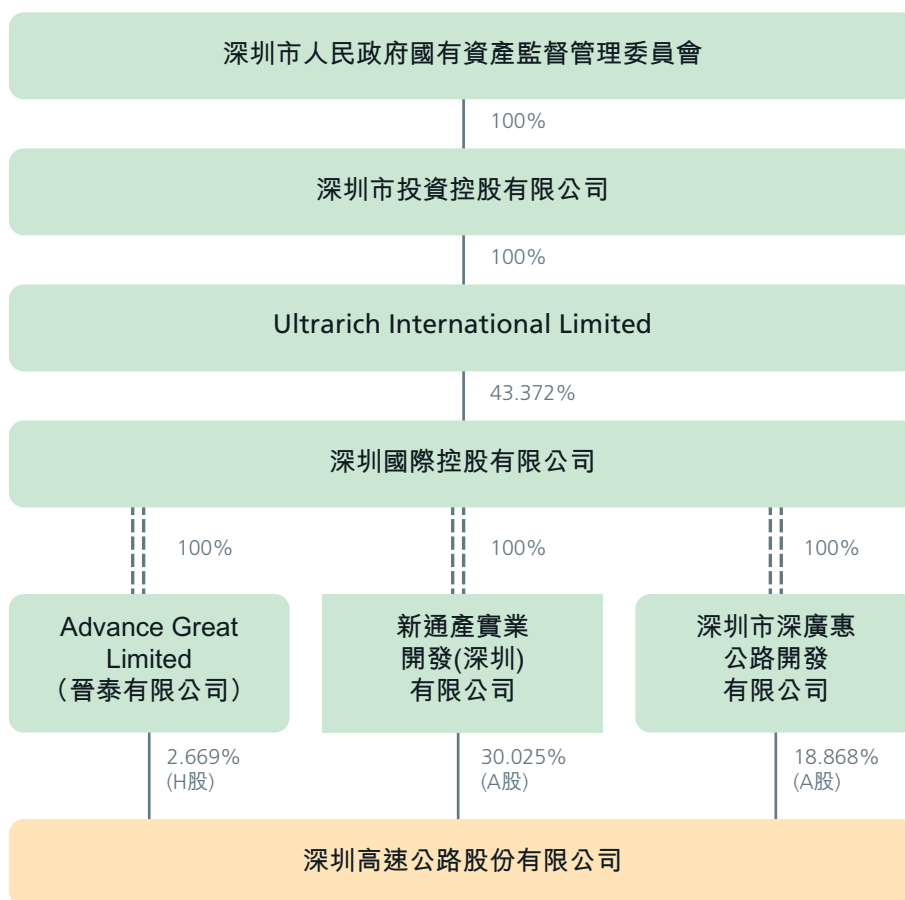 深圳市人民政府國有資產監督管理委員會
100%
深圳市投資控股有限公司
100%
Ultrarich International Limited
43.372%
深圳國際控股有限公司
100%
100%
100%
Advance Great
Limited
（晉泰有限公司）
新通產實業
開發(深圳)
有限公司
深圳市深廣惠
公路開發
有限公司
2.669%
(H股)
30.025%
(A股)
18.868%
(A股)
深圳高速公路股份有限公司